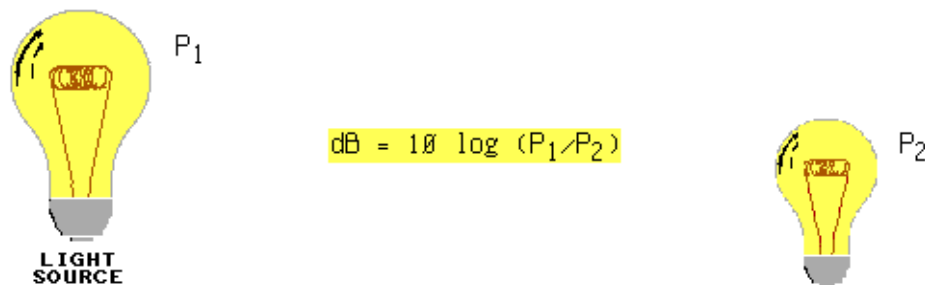 P₁
dB = 10 log (P₁/P₂)
P₂
LIGHT
SOURCE